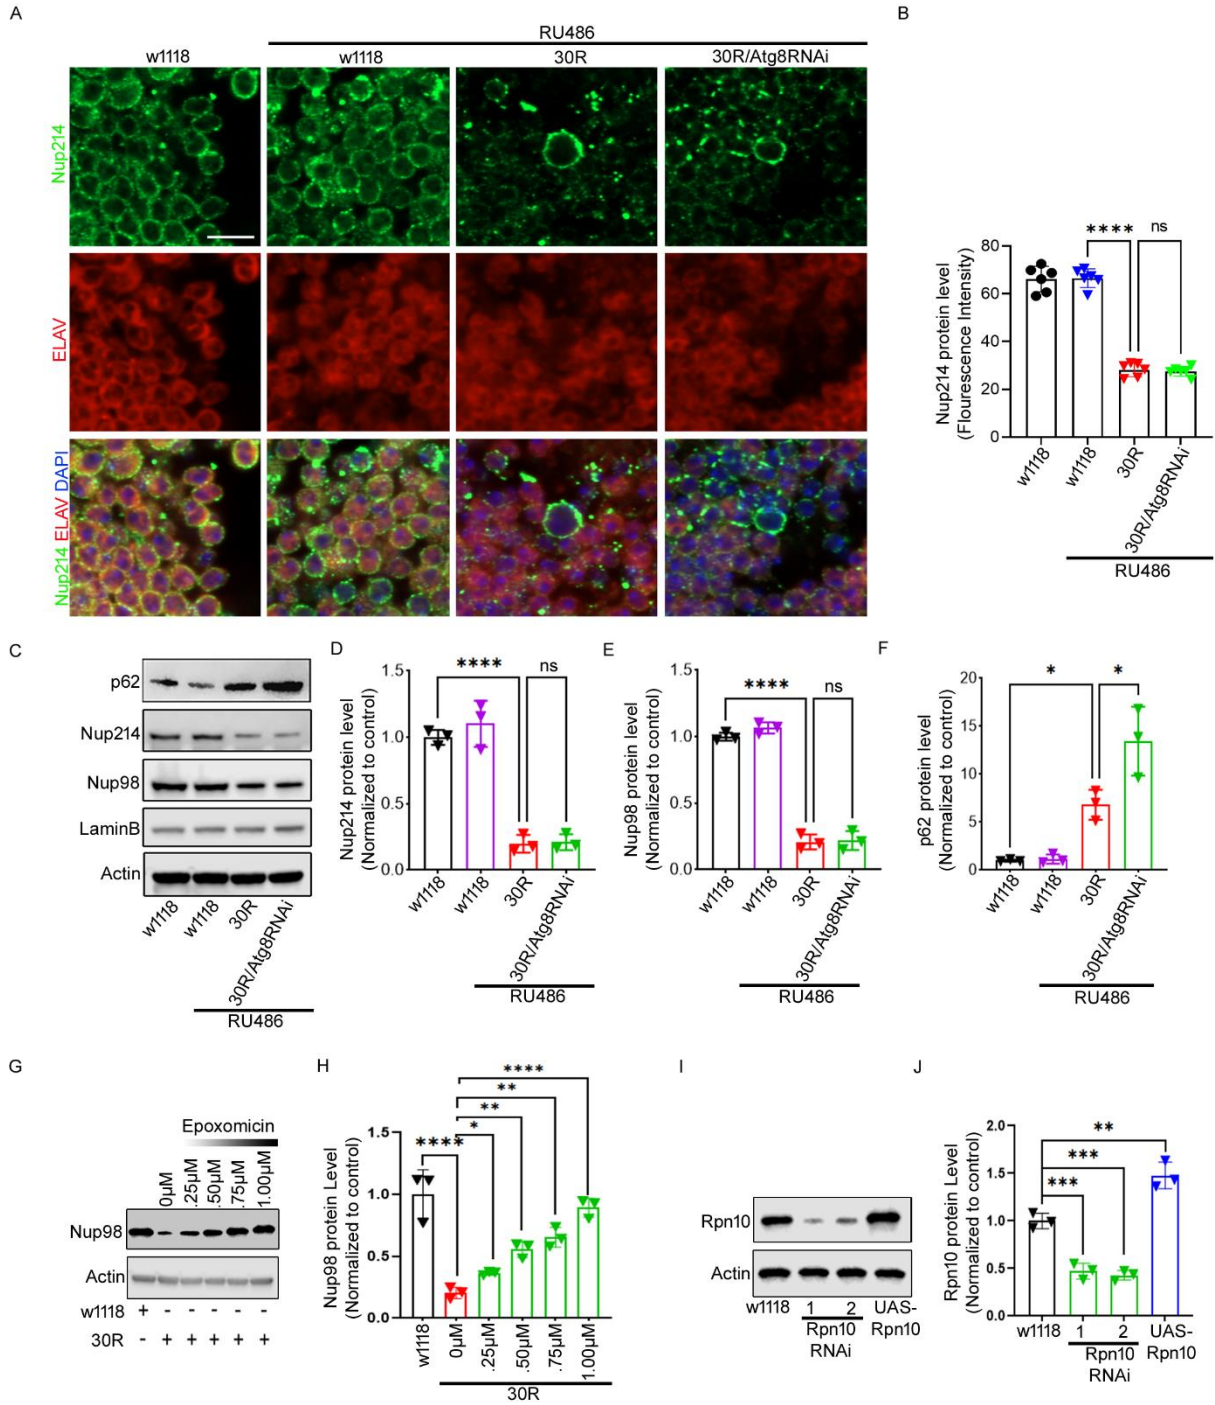 A
RU486
w1118
w1118
30R
30R/Atg8RNAi
Nup214
ELAV
Nup214 ELAV DAPI
B
****
ns
Nup214 protein level
(Flourescence Intensity)
80
60
40
20
0
w1118
w1118
30R
30R/Atg8RNAi
RU486
C
p62
Nup214
Nup98
LaminB
Actin
w1118
w1118
30R
30R/Atg8RNAi
RU486
D
****
ns
Nup214 protein level
(Normalized to control)
1.5
1.0
0.5
0.0
w1118
w1118
30R
30R/Atg8RNAi
RU486
E
****
ns
Nup98 protein level
(Normalized to control)
1.5
1.0
0.5
0.0
w1118
w1118
30R
30R/Atg8RNAi
RU486
F
*
*
p62 protein level
(Normalized to control)
20
15
10
5
0
w1118
w1118
30R
30R/Atg8RNAi
RU486
G
Epoxomicin
0µM
.25µM
.50µM
.75µM
1.00µM
Nup98
Actin
w1118 + - - - - -
30R - + + + + +
H
****
**
**
*
****
Nup98 protein Level
(Normalized to control)
1.5
1.0
0.5
0.0
w1118
0µM
.25µM
.50µM
.75µM
1.00µM
30R
I
Rpn10
Actin
w1118 1 2 UAS-
Rpn10
Rpn10
RNAi
J
**
***
***
Rpn10 protein Level
(Normalized to control)
2.0
1.5
1.0
0.5
0.0
w1118
1
2
UAS-
Rpn10
Rpn10
RNAi